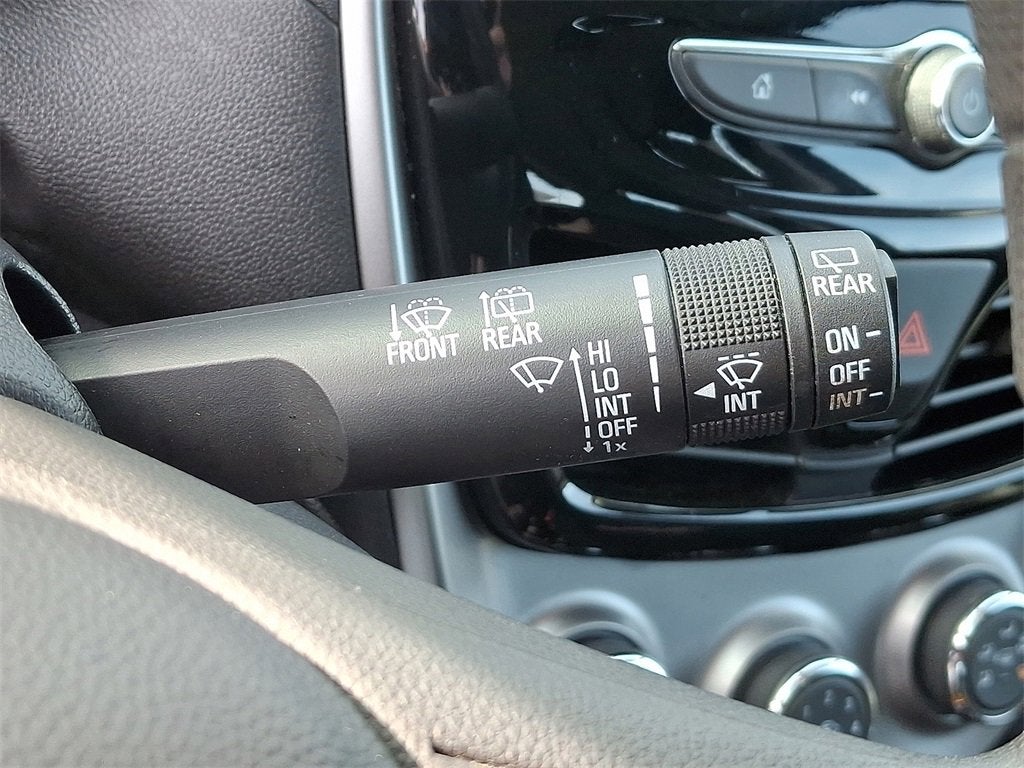 FRONT
REAR
HI
LO
INT
OFF
1x
INT
REAR
ON
OFF
INT